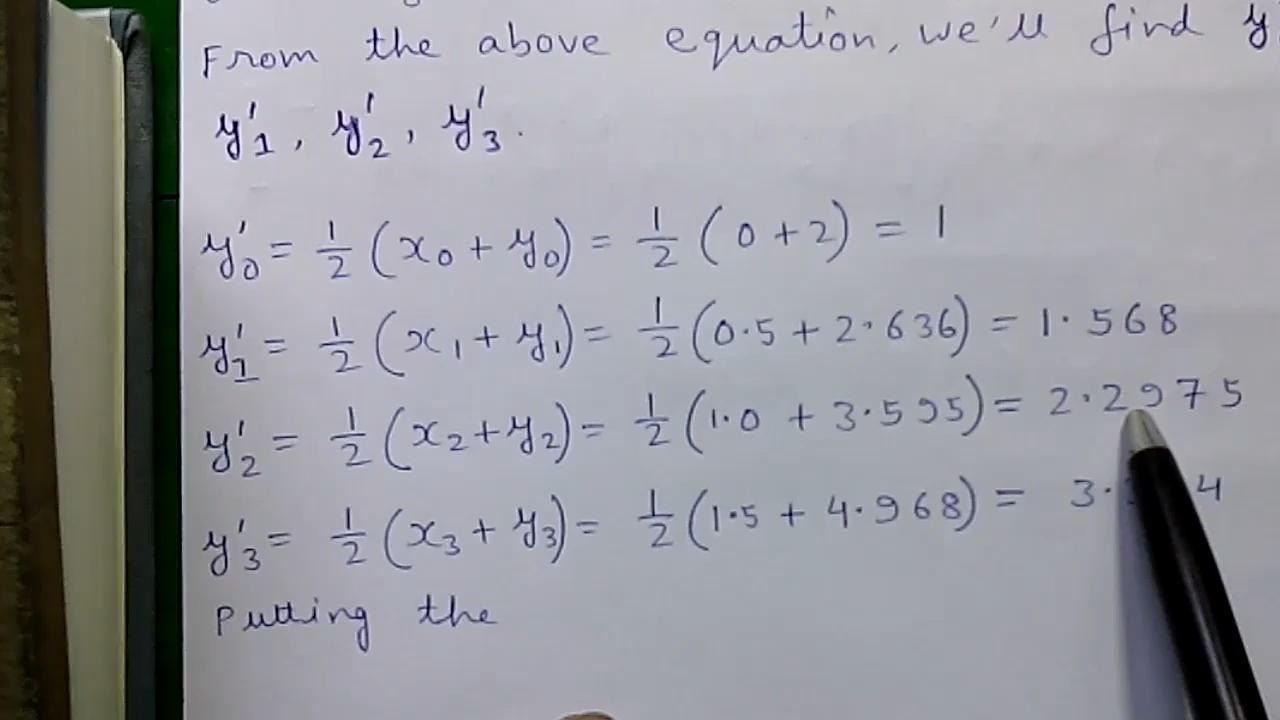 From the above equation, we'll find y
y'1, y'2, y'3.
y'0 = 1/2 (x0 + y0) = 1/2 (0 + 2) = 1
y'1 = 1/2 (x1 + y1) = 1/2 (0.5 + 2.636) = 1.568
y'2 = 1/2 (x2 + y2) = 1/2 (1.0 + 3.595) = 2.2975
y'3 = 1/2 (x3 + y3) = 1/2 (1.5 + 4.968) = 3. 4
Putting the